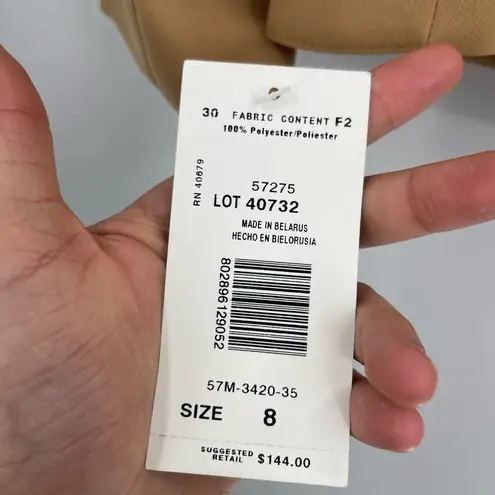 30 FABRIC CONTENT F2
100% Polyester/Poliester
RN 40679
57275
LOT 40732
MADE IN BELARUS
HECHO EN BIELORUSIA
802896129052
57M-3420-35
SIZE 8
SUGGESTED
RETAIL $144.00